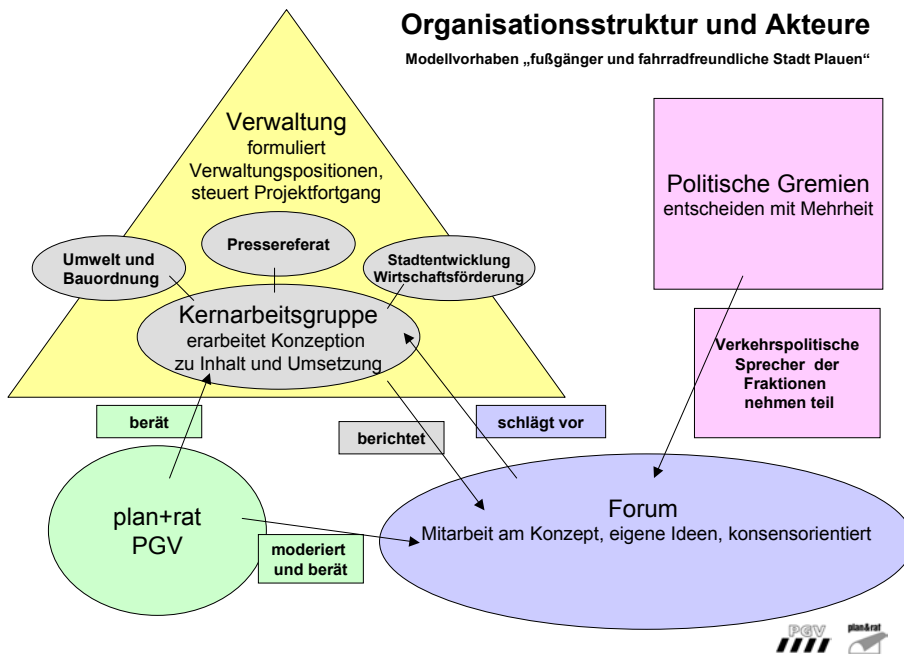 Organisationsstruktur und Akteure
Modellvorhaben „fußgänger und fahrradfreundliche Stadt Plauen“
Verwaltung
formuliert
Verwaltungspositionen,
steuert Projektfortgang
Politische Gremien
entscheiden mit Mehrheit
Pressereferat
Umwelt und
Bauordnung
Stadtentwicklung
Wirtschaftsförderung
Kernarbeitsgruppe
erarbeitet Konzeption
zu Inhalt und Umsetzung
Verkehrspolitische
Sprecher der
Fraktionen
nehmen teil
berät
berichtet
schlägt vor
plan+rat
PGV
moderiert
und berät
Forum
Mitarbeit am Konzept, eigene Ideen, konsensorientiert
PGV
plan&rat